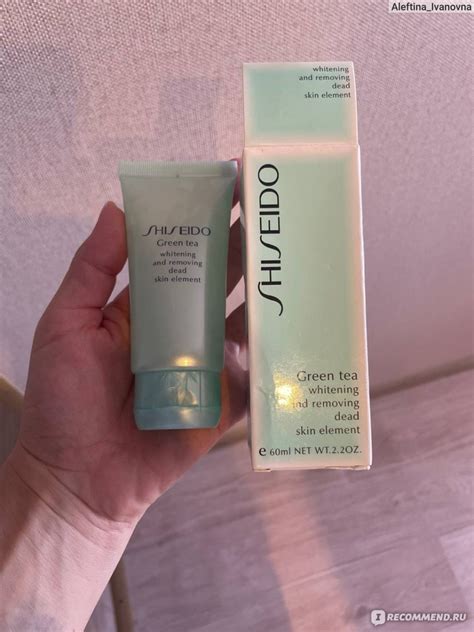 Aleftina_Ivanovna
whitening
and removing
dead
skin element
SHISEIDO
Green tea
whitening
and removing
dead
skin element
SHISEIDO
Green tea
whitening
and removing
dead
skin element
e 60ml NET WT.2.2OZ.
IRECOMMEND.RU